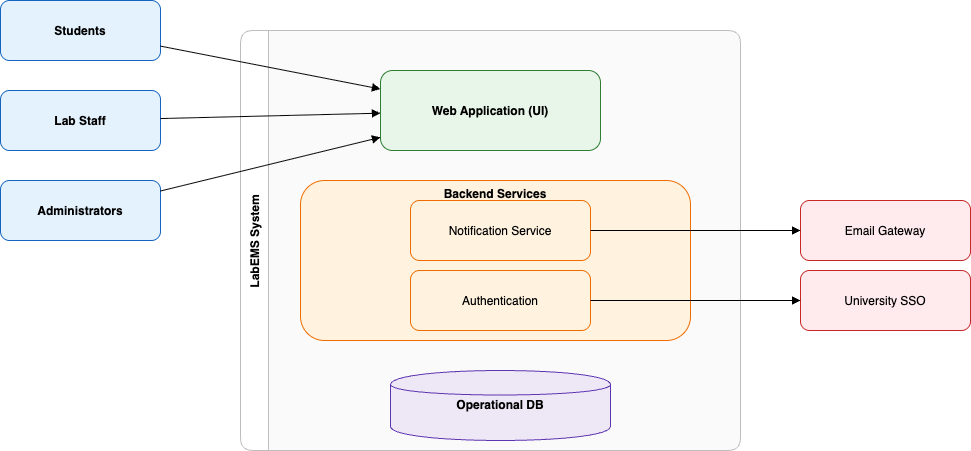 Students
Lab Staff
Administrators
LabEMS System
Web Application (UI)
Backend Services
Notification Service
Authentication
Operational DB
Email Gateway
University SSO